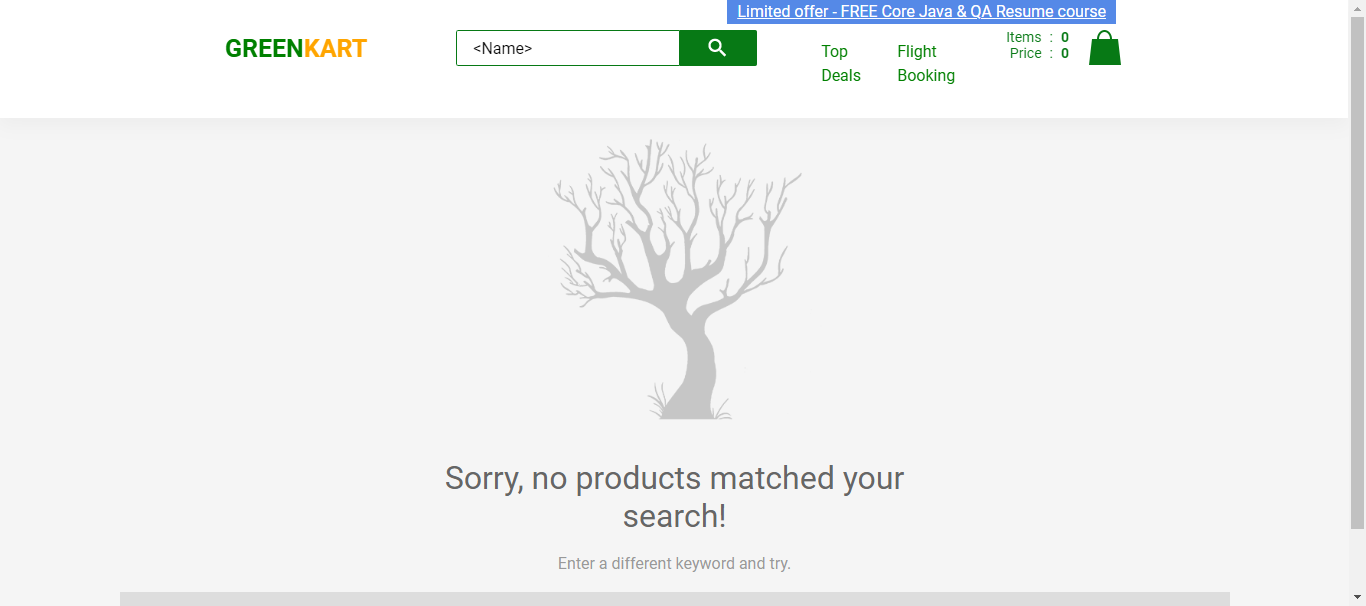 Limited offer - FREE Core Java & QA Resume course
GREENKART
<Name>
Top
Deals
Flight
Booking
Items : 0
Price : 0
Sorry, no products matched your
search!
Enter a different keyword and try.